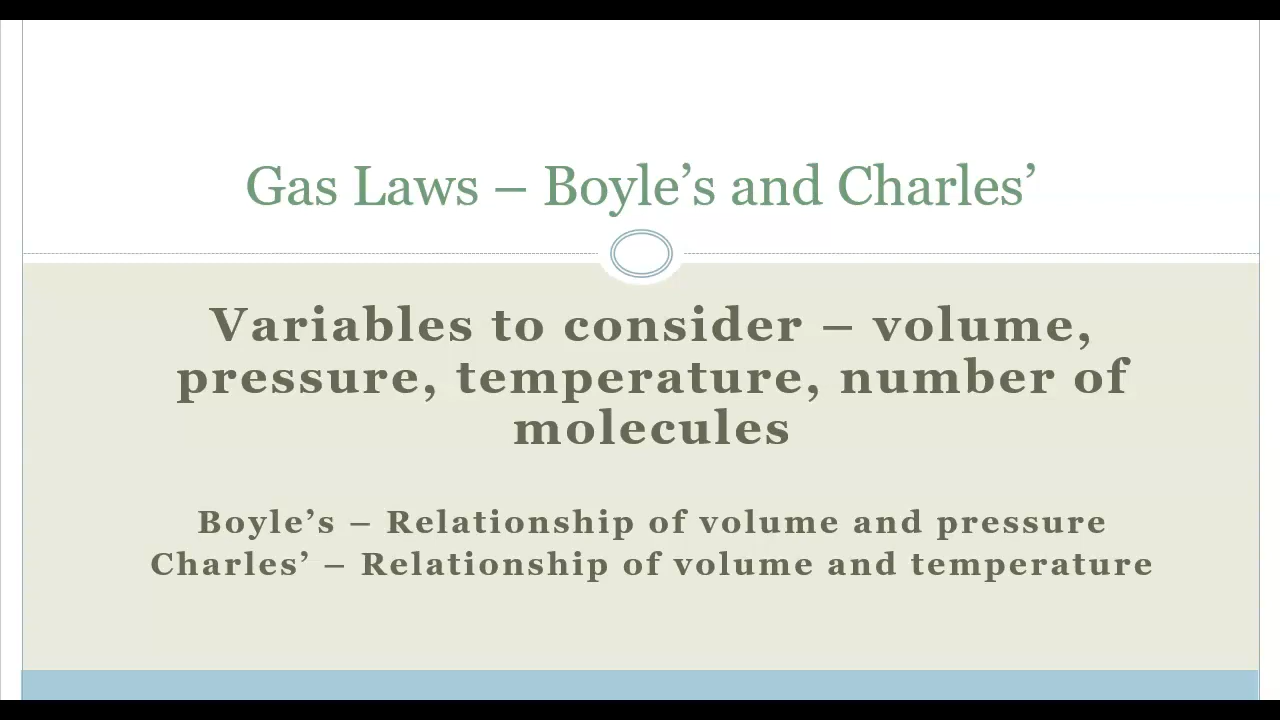 Gas Laws – Boyle’s and Charles’
Variables to consider – volume,
pressure, temperature, number of
molecules
Boyle’s – Relationship of volume and pressure
Charles’ – Relationship of volume and temperature